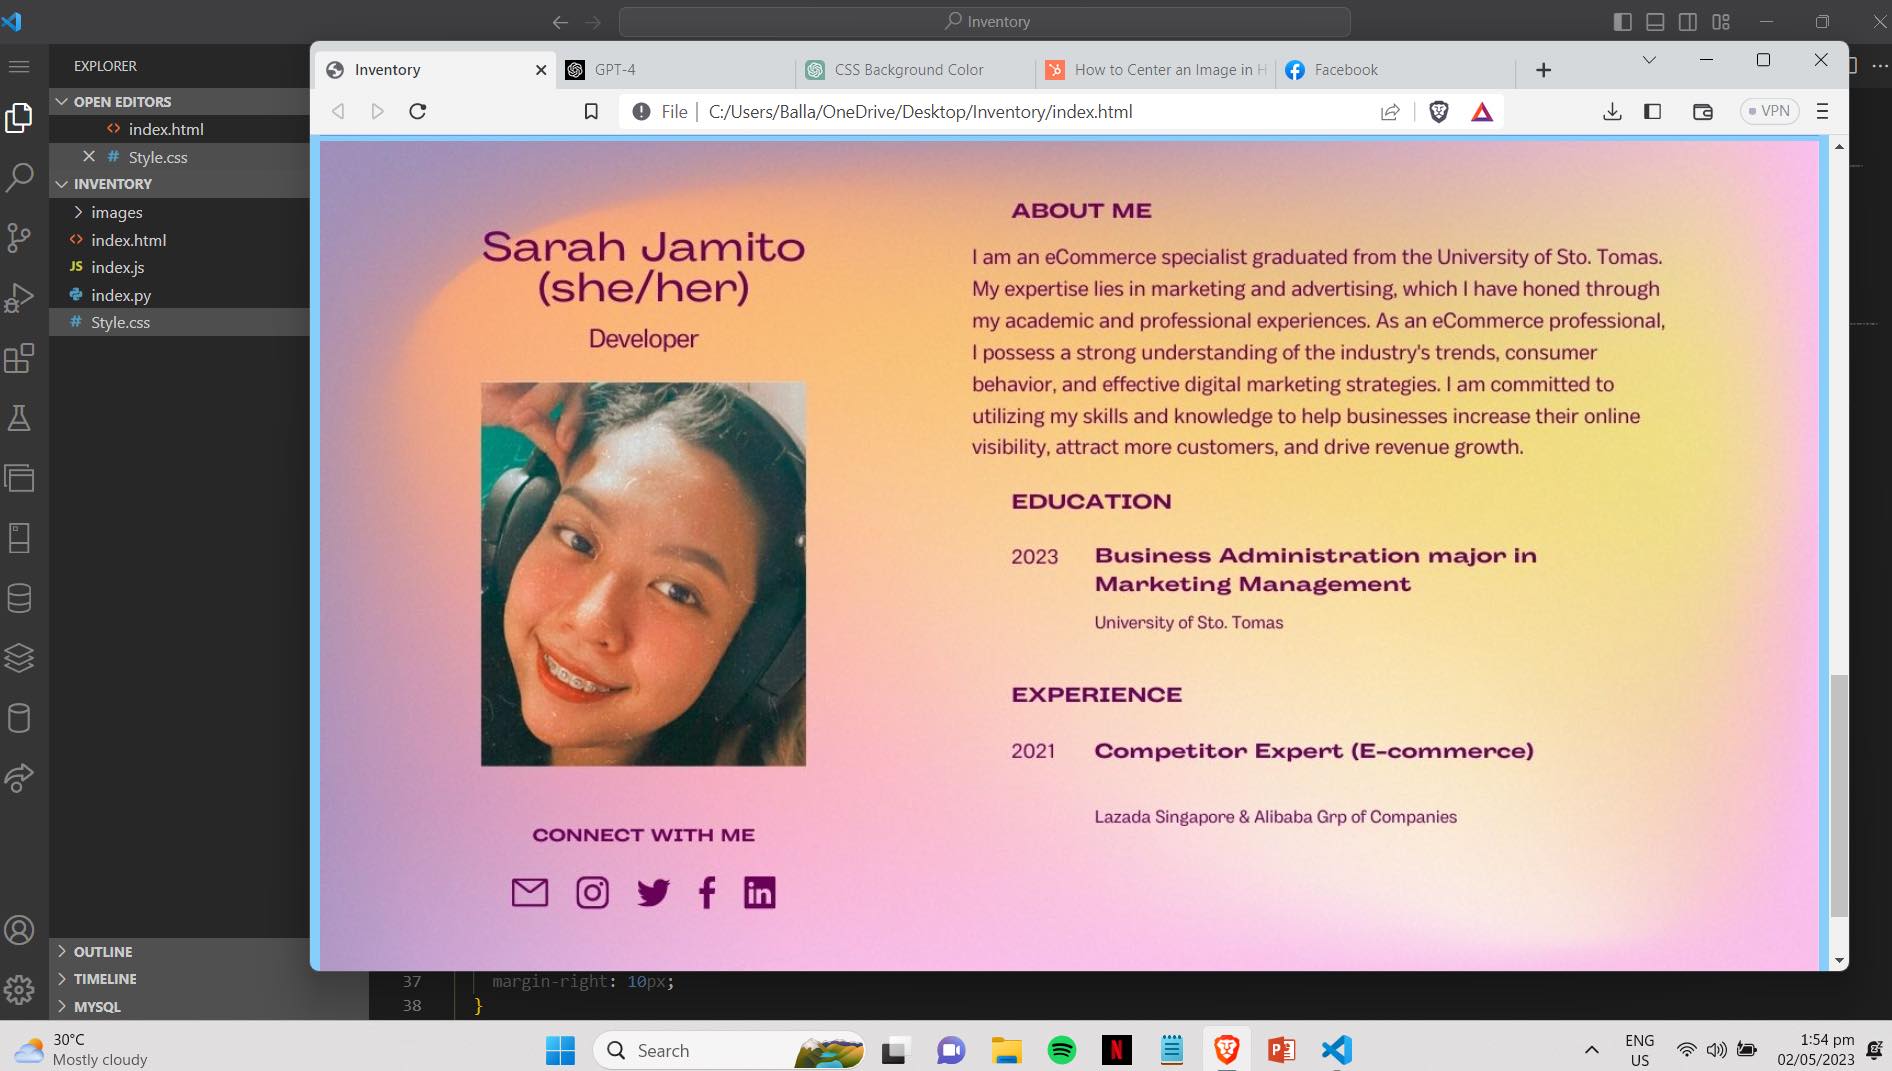 Inventory
EXPLORER
OPEN EDITORS
index.html
Style.css
INVENTORY
images
index.html
index.js
index.py
Style.css
OUTLINE
TIMELINE
MYSQL
Inventory
GPT-4
CSS Background Color
How to Center an Image in H
Facebook
File
C:/Users/Balla/OneDrive/Desktop/Inventory/index.html
VPN
Sarah Jamito
(she/her)
Developer
CONNECT WITH ME
ABOUT ME
I am an eCommerce specialist graduated from the University of Sto. Tomas.
My expertise lies in marketing and advertising, which I have honed through
my academic and professional experiences. As an eCommerce professional,
I possess a strong understanding of the industry's trends, consumer
behavior, and effective digital marketing strategies. I am committed to
utilizing my skills and knowledge to help businesses increase their online
visibility, attract more customers, and drive revenue growth.
EDUCATION
2023 Business Administration major in
Marketing Management
University of Sto. Tomas
EXPERIENCE
2021 Competitor Expert (E-commerce)
Lazada Singapore & Alibaba Grp of Companies
37 margin-right: 10px;
38 }
30°C
Mostly cloudy
Search
ENG
US
1:54 pm
02/05/2023